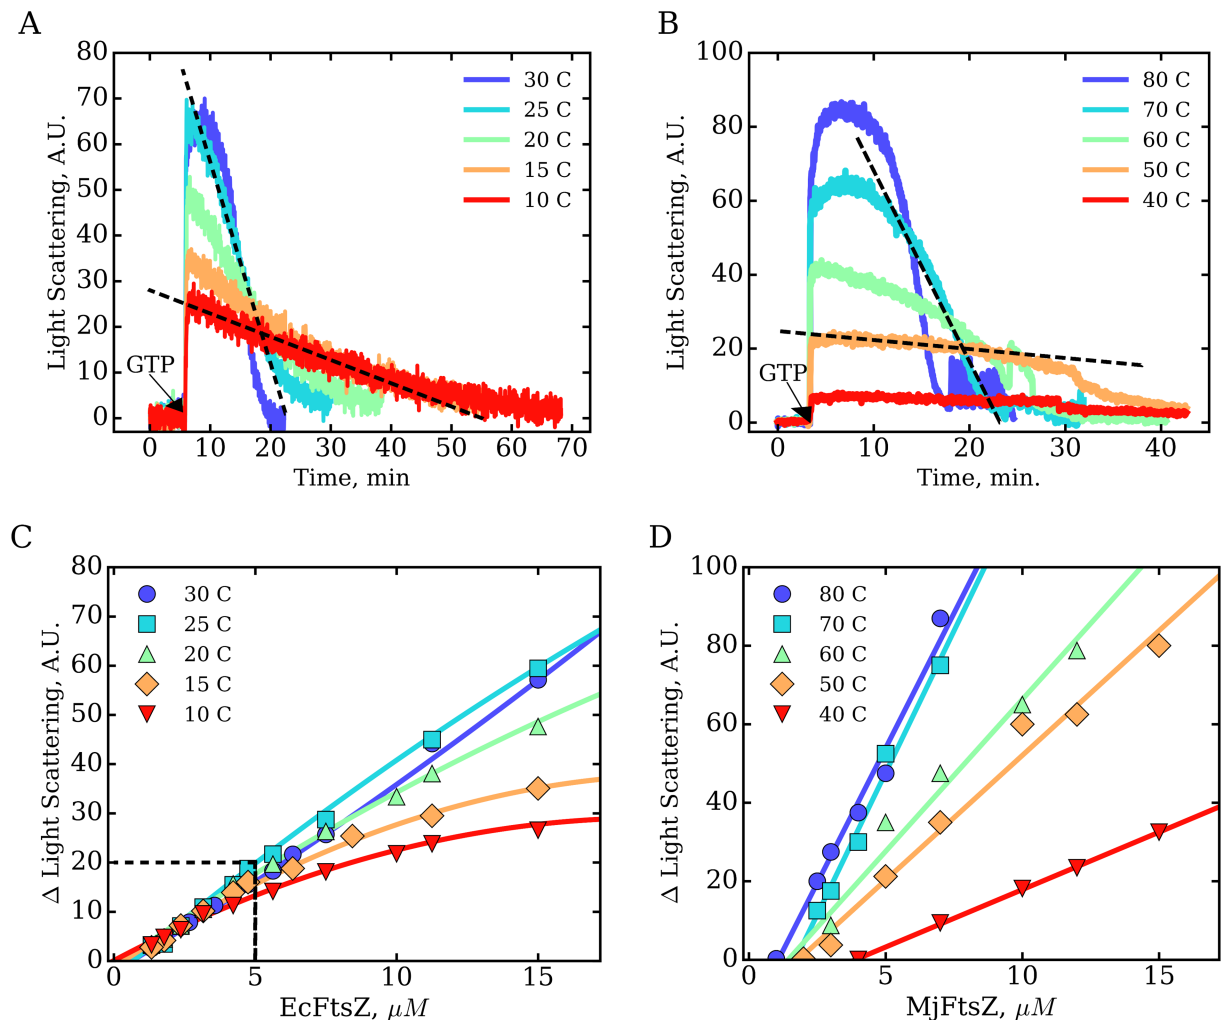 A
80
70
60
50
40
30
20
10
0
Light Scattering, A.U.
30 C
25 C
20 C
15 C
10 C
GTP
0 10 20 30 40 50 60 70
Time, min
B
100
80
60
40
20
0
Light Scattering, A.U.
80 C
70 C
60 C
50 C
40 C
GTP
0 10 20 30 40
Time, min.
C
80
70
60
50
40
30
20
10
0
Δ Light Scattering, A.U.
30 C
25 C
20 C
15 C
10 C
0 5 10 15
EcFtsZ, μM
D
100
80
60
40
20
0
Δ Light Scattering, A.U.
80 C
70 C
60 C
50 C
40 C
0 5 10 15
MjFtsZ, μM